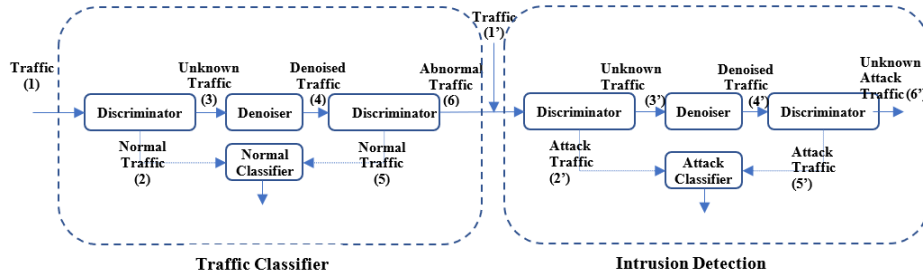 Traffic
(1)
Discriminator
Unknown
Traffic
(3)
Denoiser
Denoised
Traffic
(4)
Discriminator
Abnormal
Traffic
(6)
Normal
Traffic
(2)
Normal
Classifier
Normal
Traffic
(5)
Traffic Classifier
Traffic
(1')
Discriminator
Unknown
Traffic
(3')
Denoiser
Denoised
Traffic
(4')
Discriminator
Unknown
Attack
Traffic (6')
Attack
Traffic
(2')
Attack
Classifier
Attack
Traffic
(5')
Intrusion Detection